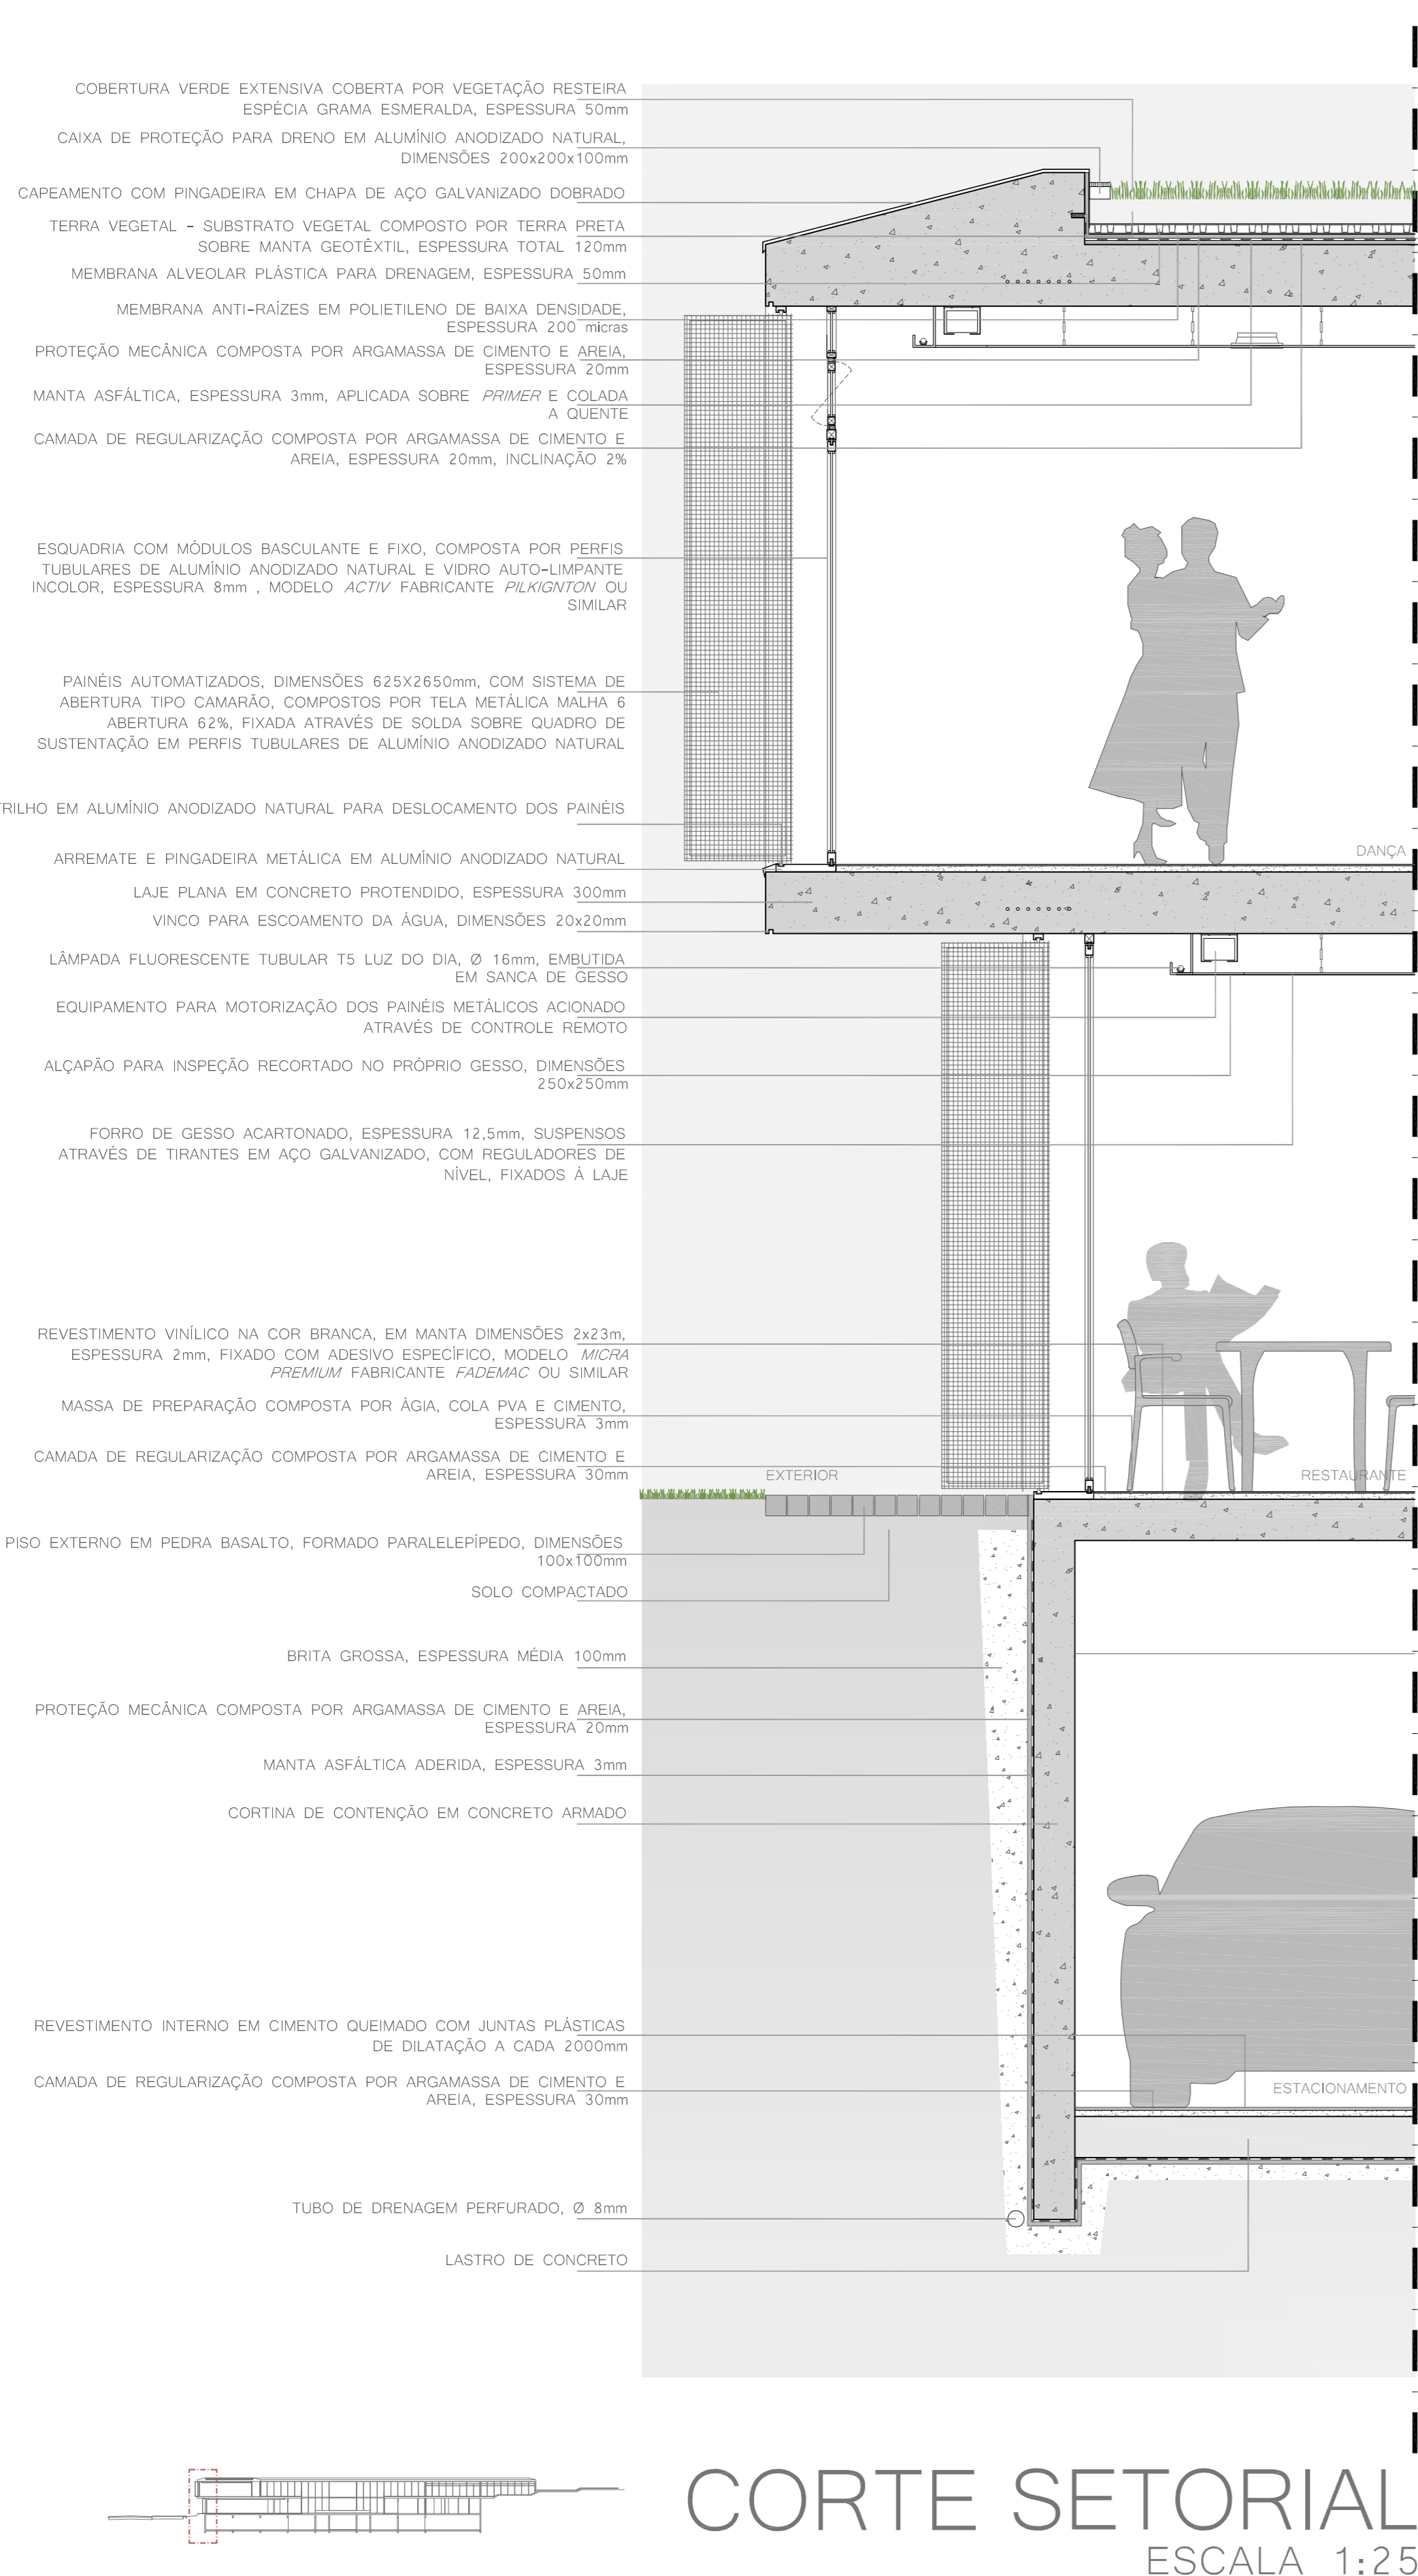 COBERTURA VERDE EXTENSIVA COBERTA POR VEGETAÇÃO RESTEIRA
ESPÉCIA GRAMA ESMERALDA, ESPESSURA 50mm
CAIXA DE PROTEÇÃO PARA DRENO EM ALUMÍNIO ANODIZADO NATURAL,
DIMENSÕES 200x200x100mm
CAPEAMENTO COM PINGADEIRA EM CHAPA DE AÇO GALVANIZADO DOBRADO
TERRA VEGETAL - SUBSTRATO VEGETAL COMPOSTO POR TERRA PRETA
SOBRE MANTA GEOTÊXTIL, ESPESSURA TOTAL 120mm
MEMBRANA ALVEOLAR PLÁSTICA PARA DRENAGEM, ESPESSURA 50mm
MEMBRANA ANTI-RAÍZES EM POLIETILENO DE BAIXA DENSIDADE,
ESPESSURA 200 micras
PROTEÇÃO MECÂNICA COMPOSTA POR ARGAMASSA DE CIMENTO E AREIA,
ESPESSURA 20mm
MANTA ASFÁLTICA, ESPESSURA 3mm, APLICADA SOBRE PRIMER E COLADA
A QUENTE
CAMADA DE REGULARIZAÇÃO COMPOSTA POR ARGAMASSA DE CIMENTO E
AREIA, ESPESSURA 20mm, INCLINAÇÃO 2%
ESQUADRIA COM MÓDULOS BASCULANTE E FIXO, COMPOSTA POR PERFIS
TUBULARES DE ALUMÍNIO ANODIZADO NATURAL E VIDRO AUTO-LIMPANTE
INCOLOR, ESPESSURA 8mm , MODELO ACTIV FABRICANTE PILKIGNTON OU
SIMILAR
PAINÉIS AUTOMATIZADOS, DIMENSÕES 625X2650mm, COM SISTEMA DE
ABERTURA TIPO CAMARÃO, COMPOSTOS POR TELA METÁLICA MALHA 6
ABERTURA 62%, FIXADA ATRAVÉS DE SOLDA SOBRE QUADRO DE
SUSTENTAÇÃO EM PERFIS TUBULARES DE ALUMÍNIO ANODIZADO NATURAL
TRILHO EM ALUMÍNIO ANODIZADO NATURAL PARA DESLOCAMENTO DOS PAINÉIS
ARREMATE E PINGADEIRA METÁLICA EM ALUMÍNIO ANODIZADO NATURAL
DANÇA
LAJE PLANA EM CONCRETO PROTENDIDO, ESPESSURA 300mm
VINCO PARA ESCOAMENTO DA ÁGUA, DIMENSÕES 20x20mm
LÂMPADA FLUORESCENTE TUBULAR T5 LUZ DO DIA, Ø 16mm, EMBUTIDA
EM SANCA DE GESSO
EQUIPAMENTO PARA MOTORIZAÇÃO DOS PAINÉIS METÁLICOS ACIONADO
ATRAVÉS DE CONTROLE REMOTO
ALÇAPÃO PARA INSPEÇÃO RECORTADO NO PRÓPRIO GESSO, DIMENSÕES
250x250mm
FORRO DE GESSO ACARTONADO, ESPESSURA 12,5mm, SUSPENSOS
ATRAVÉS DE TIRANTES EM AÇO GALVANIZADO, COM REGULADORES DE
NÍVEL, FIXADOS À LAJE
REVESTIMENTO VINÍLICO NA COR BRANCA, EM MANTA DIMENSÕES 2x23m,
ESPESSURA 2mm, FIXADO COM ADESIVO ESPECÍFICO, MODELO MICRA
PREMIUM FABRICANTE FADEMAC OU SIMILAR
MASSA DE PREPARAÇÃO COMPOSTA POR ÁGIA, COLA PVA E CIMENTO,
ESPESSURA 3mm
CAMADA DE REGULARIZAÇÃO COMPOSTA POR ARGAMASSA DE CIMENTO E
AREIA, ESPESSURA 30mm
EXTERIOR
RESTAURANTE
PISO EXTERNO EM PEDRA BASALTO, FORMADO PARALELEPÍPEDO, DIMENSÕES
100x100mm
SOLO COMPACTADO
BRITA GROSSA, ESPESSURA MÉDIA 100mm
PROTEÇÃO MECÂNICA COMPOSTA POR ARGAMASSA DE CIMENTO E AREIA,
ESPESSURA 20mm
MANTA ASFÁLTICA ADERIDA, ESPESSURA 3mm
CORTINA DE CONTENÇÃO EM CONCRETO ARMADO
REVESTIMENTO INTERNO EM CIMENTO QUEIMADO COM JUNTAS PLÁSTICAS
DE DILATAÇÃO A CADA 2000mm
CAMADA DE REGULARIZAÇÃO COMPOSTA POR ARGAMASSA DE CIMENTO E
AREIA, ESPESSURA 30mm
ESTACIONAMENTO
TUBO DE DRENAGEM PERFURADO, Ø 8mm
LASTRO DE CONCRETO
CORTE SETORIAL
ESCALA 1:25